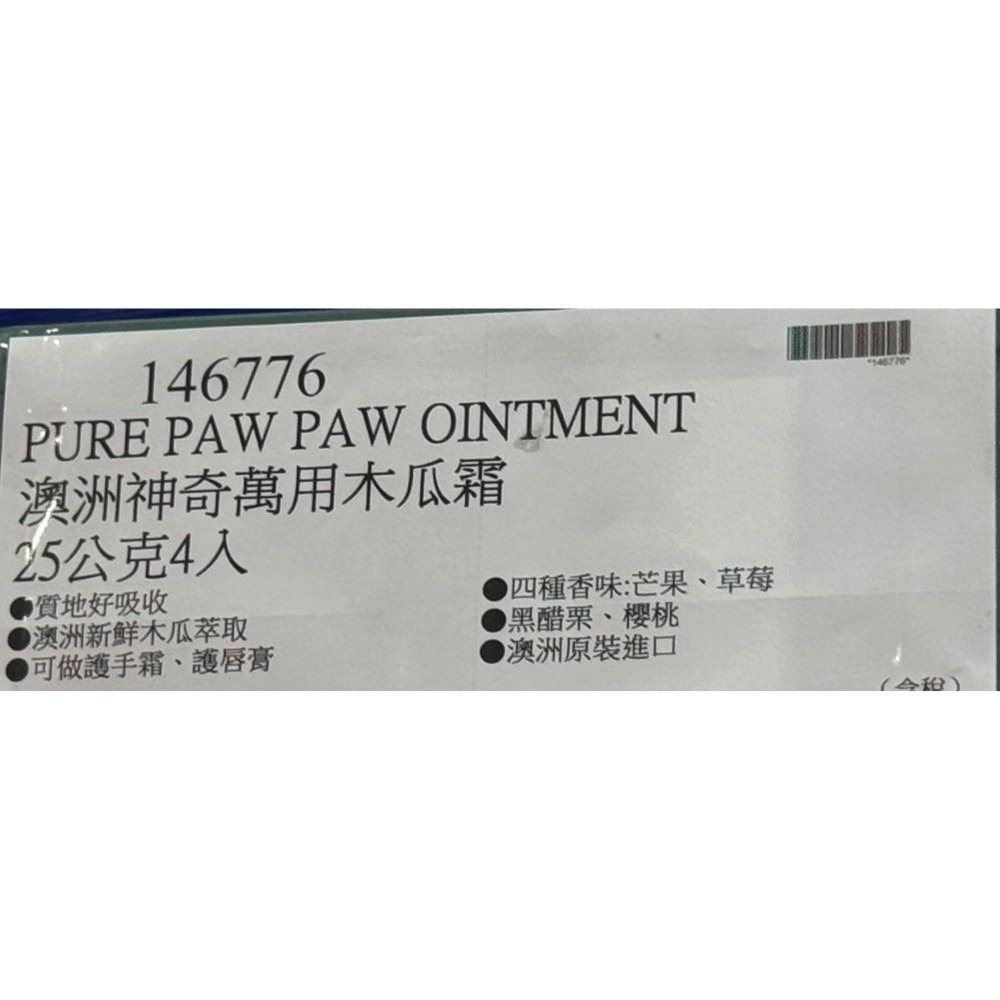 146776
*146776*
PURE PAW PAW OINTMENT
澳洲神奇萬用木瓜霜
25公克4入
●質地好吸收
●澳洲新鮮木瓜萃取
●可做護手霜、護唇膏
●四種香味:芒果、草莓
●黑醋栗、櫻桃
●澳洲原裝進口
(含稅)